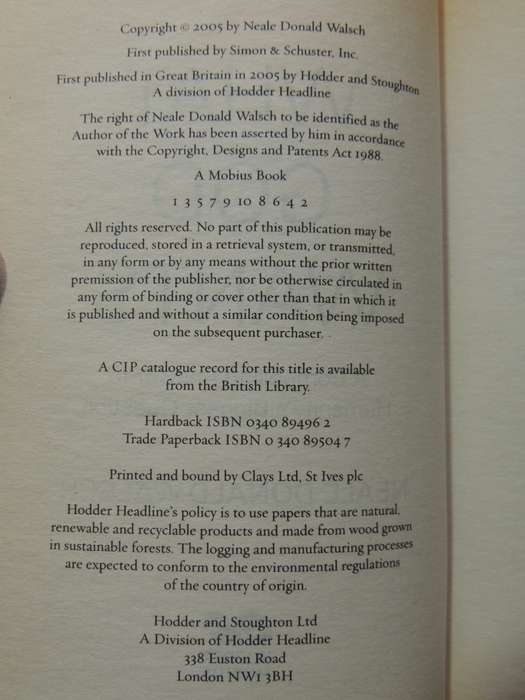 Copyright © 2005 by Neale Donald Walsch
First published by Simon & Schuster, Inc.
First published in Great Britain in 2005 by Hodder and Stoughton
A division of Hodder Headline
The right of Neale Donald Walsch to be identified as the
Author of the Work has been asserted by him in accordance
with the Copyright, Designs and Patents Act 1988.
A Mobius Book
1 3 5 7 9 10 8 6 4 2
All rights reserved. No part of this publication may be
reproduced, stored in a retrieval system, or transmitted,
in any form or by any means without the prior written
premission of the publisher, nor be otherwise circulated in
any form of binding or cover other than that in which it
is published and without a similar condition being imposed
on the subsequent purchaser.
A CIP catalogue record for this title is available
from the British Library.
Hardback ISBN 0340 89496 2
Trade Paperback ISBN 0 340 89504 7
Printed and bound by Clays Ltd, St Ives plc
Hodder Headline's policy is to use papers that are natural,
renewable and recyclable products and made from wood grown
in sustainable forests. The logging and manufacturing processes
are expected to conform to the environmental regulations
of the country of origin.
Hodder and Stoughton Ltd
A Division of Hodder Headline
338 Euston Road
London NW1 3BH